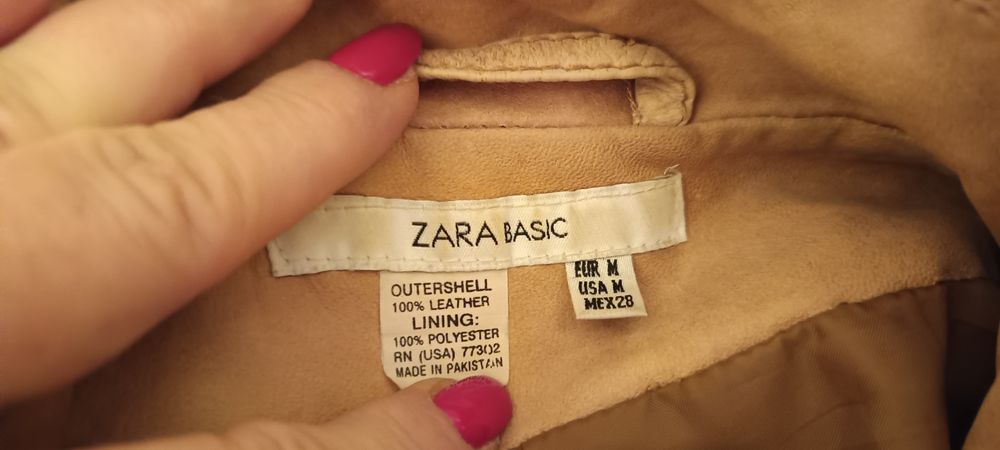 ZARA BASIC
OUTERSHELL
100% LEATHER
LINING:
100% POLYESTER
RN (USA) 77302
MADE IN PAKISTAN
EUR M
USA M
MEX28